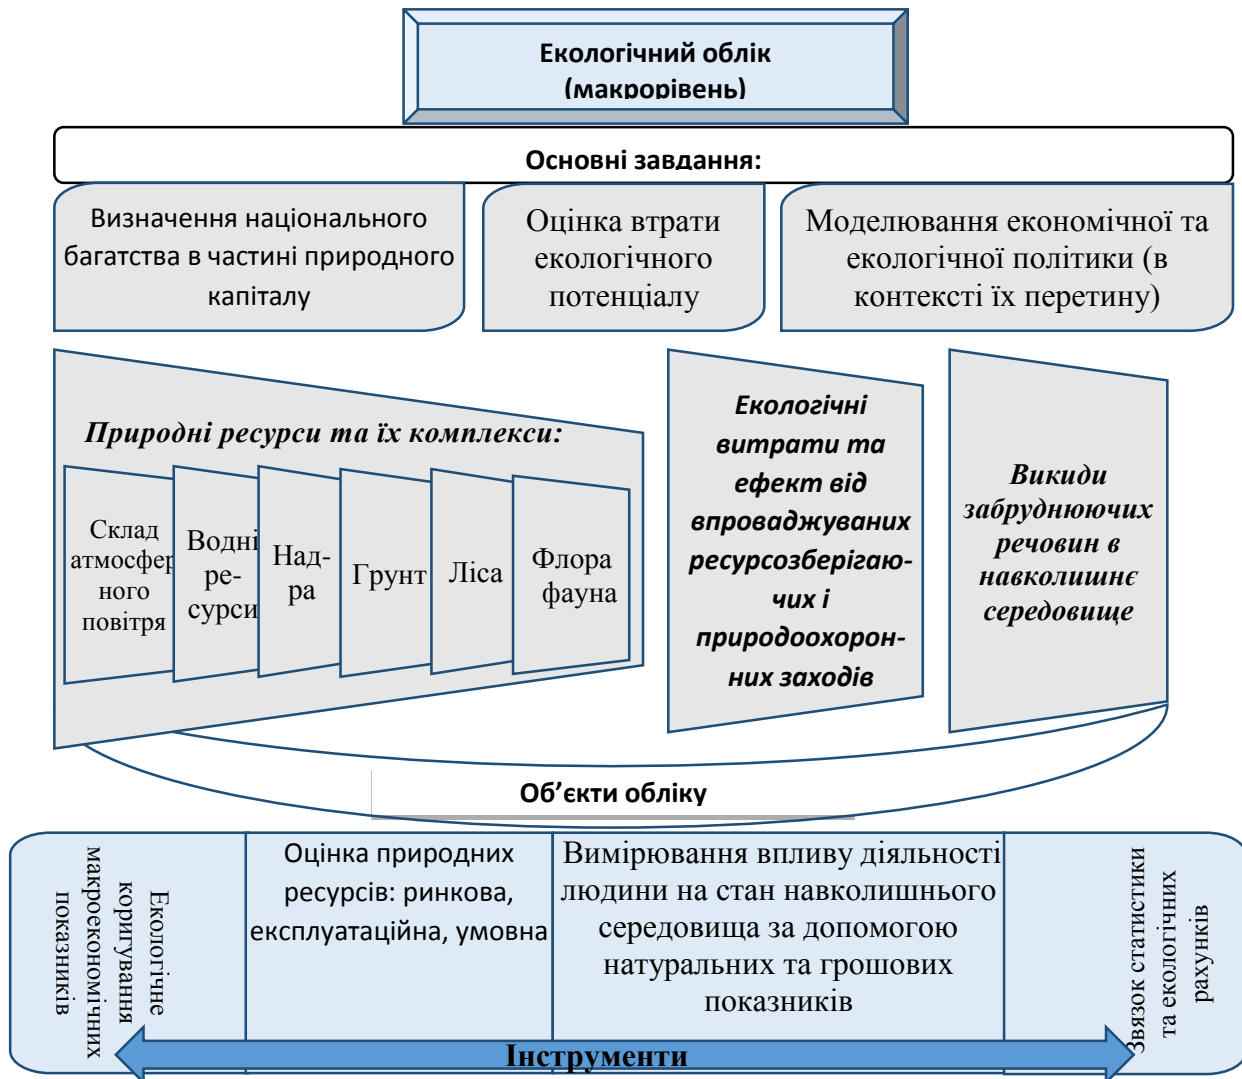 Екологічний облік
(макрорівень)
Основні завдання:
Визначення національного
багатства в частині природного
капіталу
Оцінка втрати
екологічного
потенціалу
Моделювання економічної та
екологічної політики (в
контексті їх перетину)
Природні ресурси та їх комплекси:
Склад
атмосфер
ного
повітря
Водні
ре-
сурси
Над-
ра
Грунт
Ліса
Флора
фауна
Екологічні
витрати та
ефект від
впроваджуваних
ресурсозберігаю-
чих і
природоохорон-
них заходів
Викиди
забруднюючих
речовин в
навколишнє
середовище
Об’єкти обліку
Екологічне
коригування
макроекономічних
показників
Оцінка природних
ресурсів: ринкова,
експлуатаційна, умовна
Вимірювання впливу діяльності
людини на стан навколишнього
середовища за допомогою
натуральних та грошових
показників
Звязок статистики
та екологічних
рахунків
Інструменти